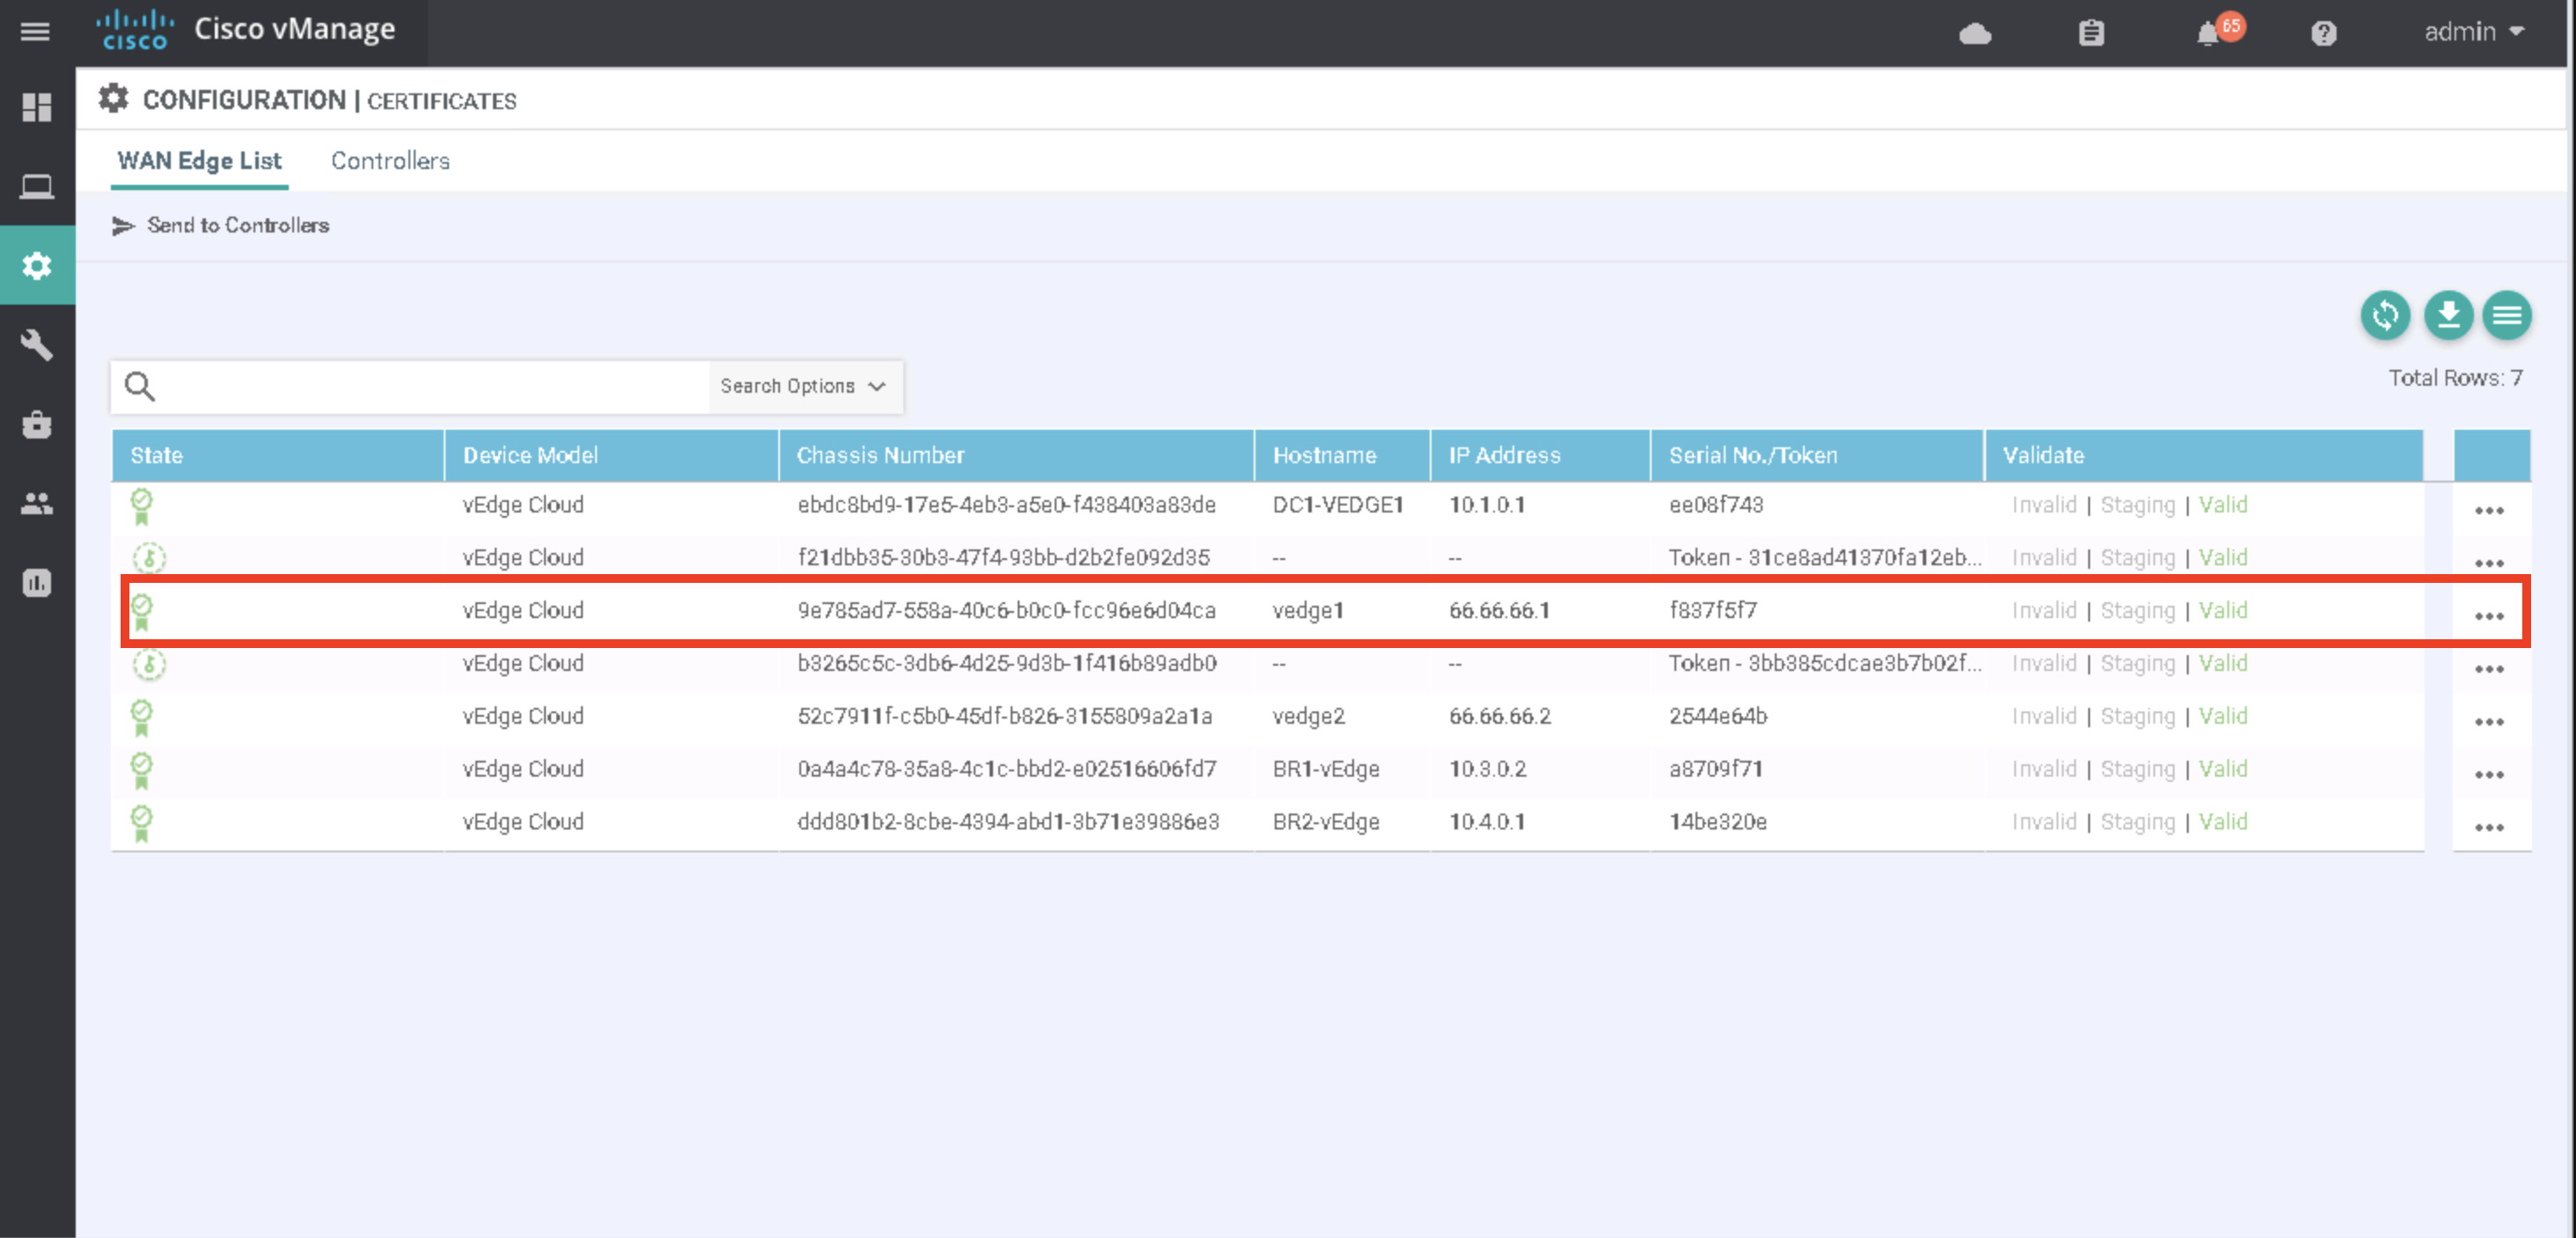 CISCO Cisco vManage 65 admin
CONFIGURATION | CERTIFICATES
WAN Edge List Controllers
Send to Controllers
Search Options
Total Rows: 7
State Device Model Chassis Number Hostname IP Address Serial No./Token Validate
vEdge Cloud ebdc8bd9-17e5-4eb3-a5e0-f438403a83de DC1-VEDGE1 10.1.0.1 ee08f743 Invalid | Staging | Valid
vEdge Cloud f21dbb35-30b3-47f4-93bb-d2b2fe092d35 -- -- Token - 31ce8ad41370fa12eb... Invalid | Staging | Valid
vEdge Cloud 9e785ad7-558a-40c6-b0c0-fcc96e6d04ca vedge1 66.66.66.1 f837f5f7 Invalid | Staging | Valid
vEdge Cloud b3265c5c-3db6-4d25-9d3b-1f416b89adb0 -- -- Token - 3bb385cdcae3b7b02f... Invalid | Staging | Valid
vEdge Cloud 52c7911f-c5b0-45df-b826-3155809a2a1a vedge2 66.66.66.2 2544e64b Invalid | Staging | Valid
vEdge Cloud 0a4a4c78-35a8-4c1c-bbd2-e02516606fd7 BR1-vEdge 10.3.0.2 a8709f71 Invalid | Staging | Valid
vEdge Cloud ddd801b2-8cbe-4394-abd1-3b71e39886e3 BR2-vEdge 10.4.0.1 14be320e Invalid | Staging | Valid